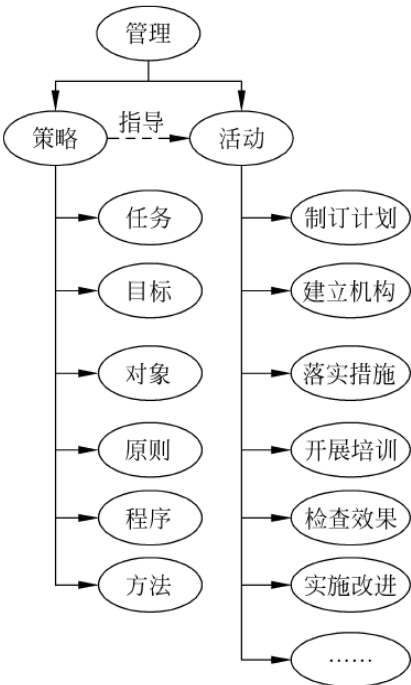 管理
策略
指导
活动
任务
目标
对象
原则
程序
方法
制订计划
建立机构
落实措施
开展培训
检查效果
实施改进
……